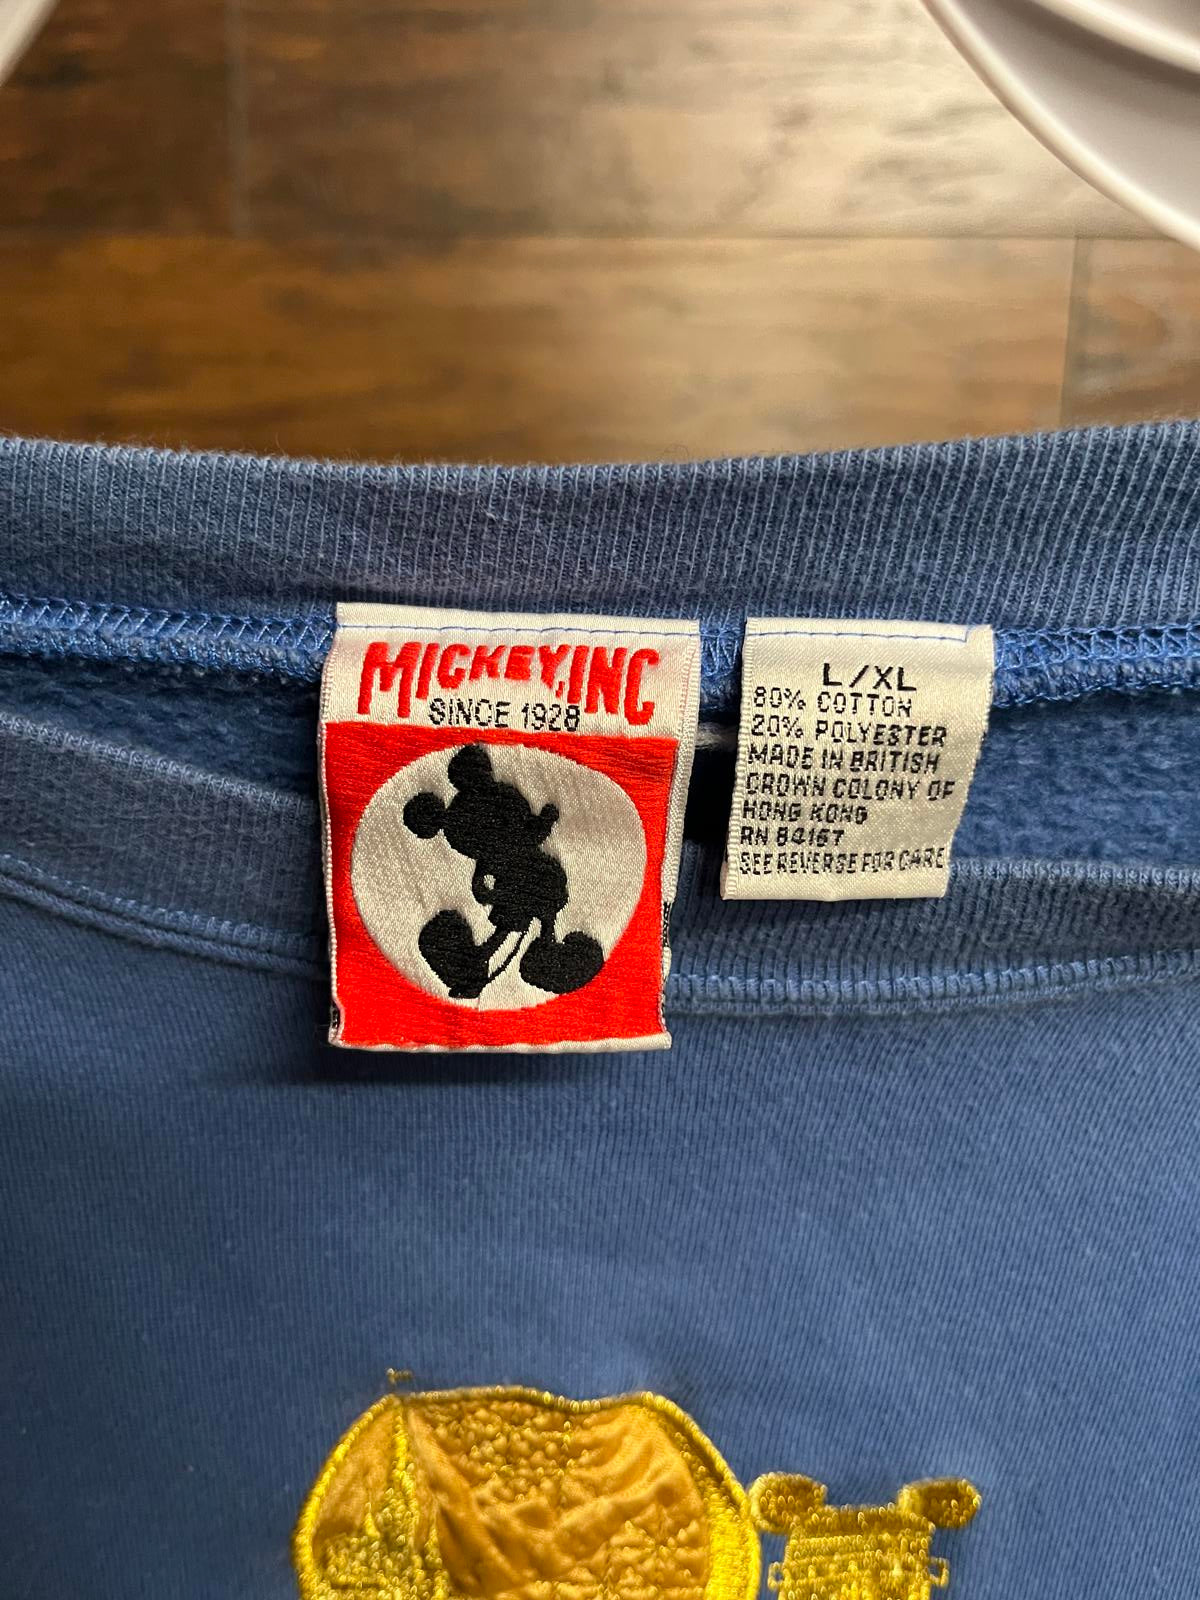 MICKEY, INC
SINCE 1928
L/XL
80% COTTON
20% POLYESTER
MADE IN BRITISH
CROWN COLONY OF
HONG KONG
RN 84167
SEE REVERSE FOR CARE